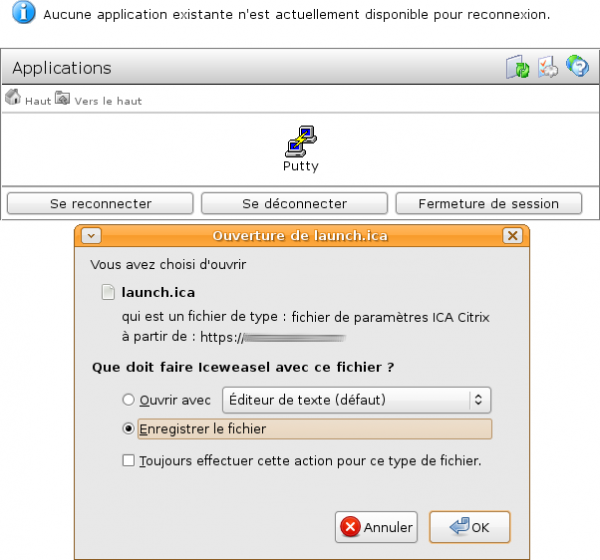 Aucune application existante n'est actuellement disponible pour reconnexion.
Applications
Haut Vers le haut
Putty
Se reconnecter Se déconnecter Fermeture de session
Ouverture de launch.ica
Vous avez choisi d'ouvrir
launch.ica
qui est un fichier de type : fichier de paramètres ICA Citrix
à partir de : https://
Que doit faire Iceweasel avec ce fichier ?
Ouvrir avec Éditeur de texte (défaut)
Enregistrer le fichier
Toujours effectuer cette action pour ce type de fichier.
Annuler OK